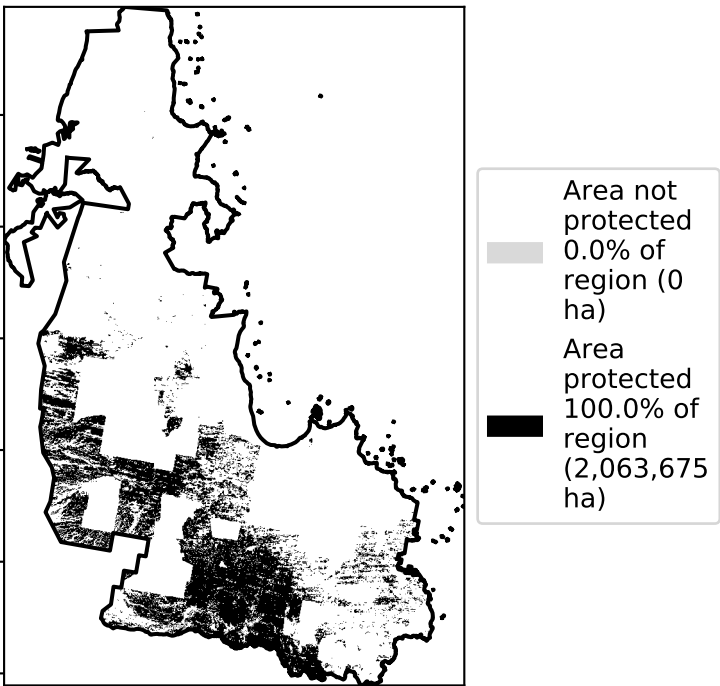 Area not
protected
0.0% of
region (0
ha)
Area
protected
100.0% of
region
(2,063,675
ha)